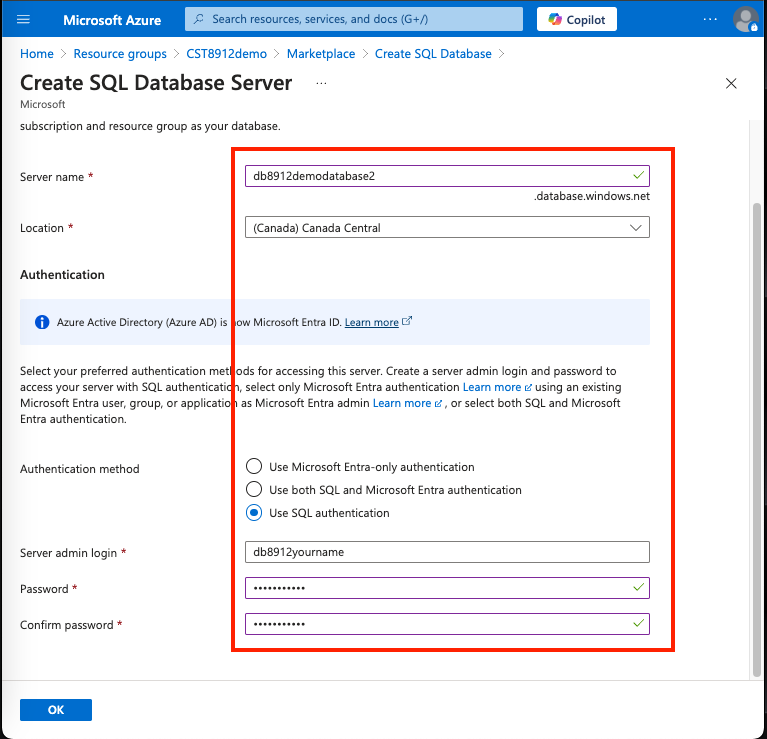 Microsoft Azure
Search resources, services, and docs (G+/)
Copilot
...
Home > Resource groups > CST8912demo > Marketplace > Create SQL Database >
Create SQL Database Server ...
Microsoft
subscription and resource group as your database.
Server name *
db8912demodatabase2
.database.windows.net
Location *
(Canada) Canada Central
Authentication
Azure Active Directory (Azure AD) is now Microsoft Entra ID. Learn more
Select your preferred authentication methods for accessing this server. Create a server admin login and password to
access your server with SQL authentication, select only Microsoft Entra authentication Learn more using an existing
Microsoft Entra user, group, or application as Microsoft Entra admin Learn more , or select both SQL and Microsoft
Entra authentication.
Authentication method
Use Microsoft Entra-only authentication
Use both SQL and Microsoft Entra authentication
Use SQL authentication
Server admin login *
db8912yourname
Password *
•••••••••••
Confirm password *
•••••••••••
OK